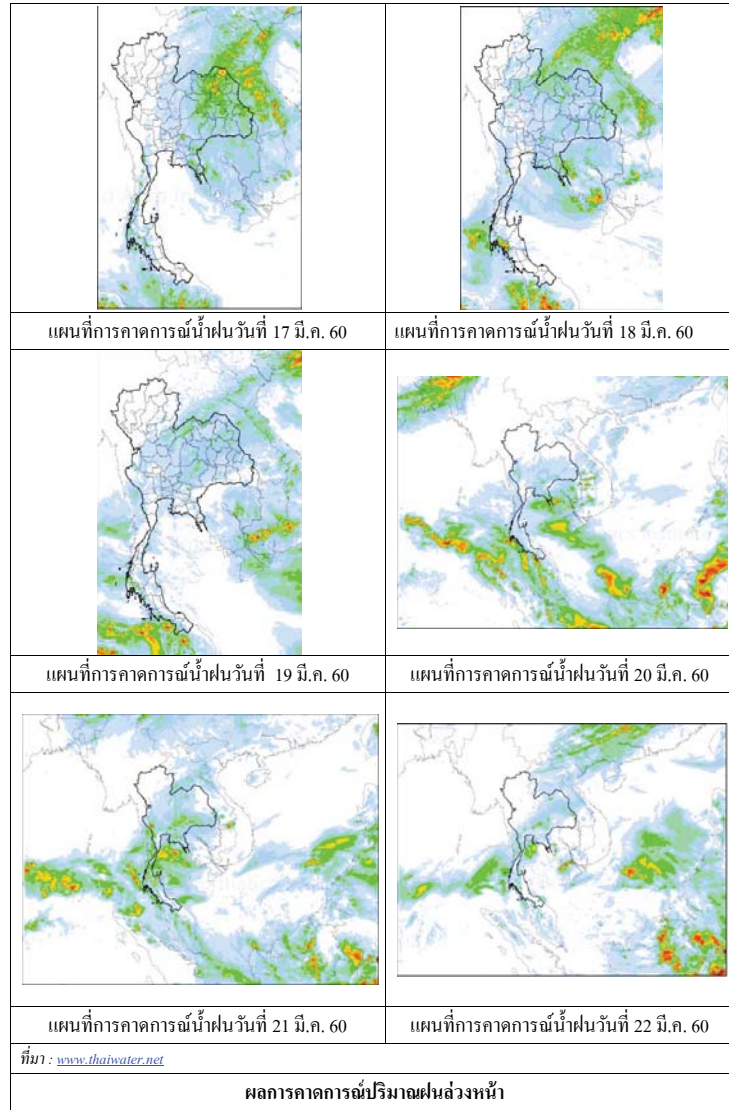 แผนที่การคาดการณ์น้ำฝนวันที่ 17 มี.ค. 60
แผนที่การคาดการณ์น้ำฝนวันที่ 18 มี.ค. 60
แผนที่การคาดการณ์น้ำฝนวันที่ 19 มี.ค. 60
แผนที่การคาดการณ์น้ำฝนวันที่ 20 มี.ค. 60
แผนที่การคาดการณ์น้ำฝนวันที่ 21 มี.ค. 60
แผนที่การคาดการณ์น้ำฝนวันที่ 22 มี.ค. 60
ที่มา : www.thaiwater.net
ผลการคาดการณ์ปริมาณฝนล่วงหน้า